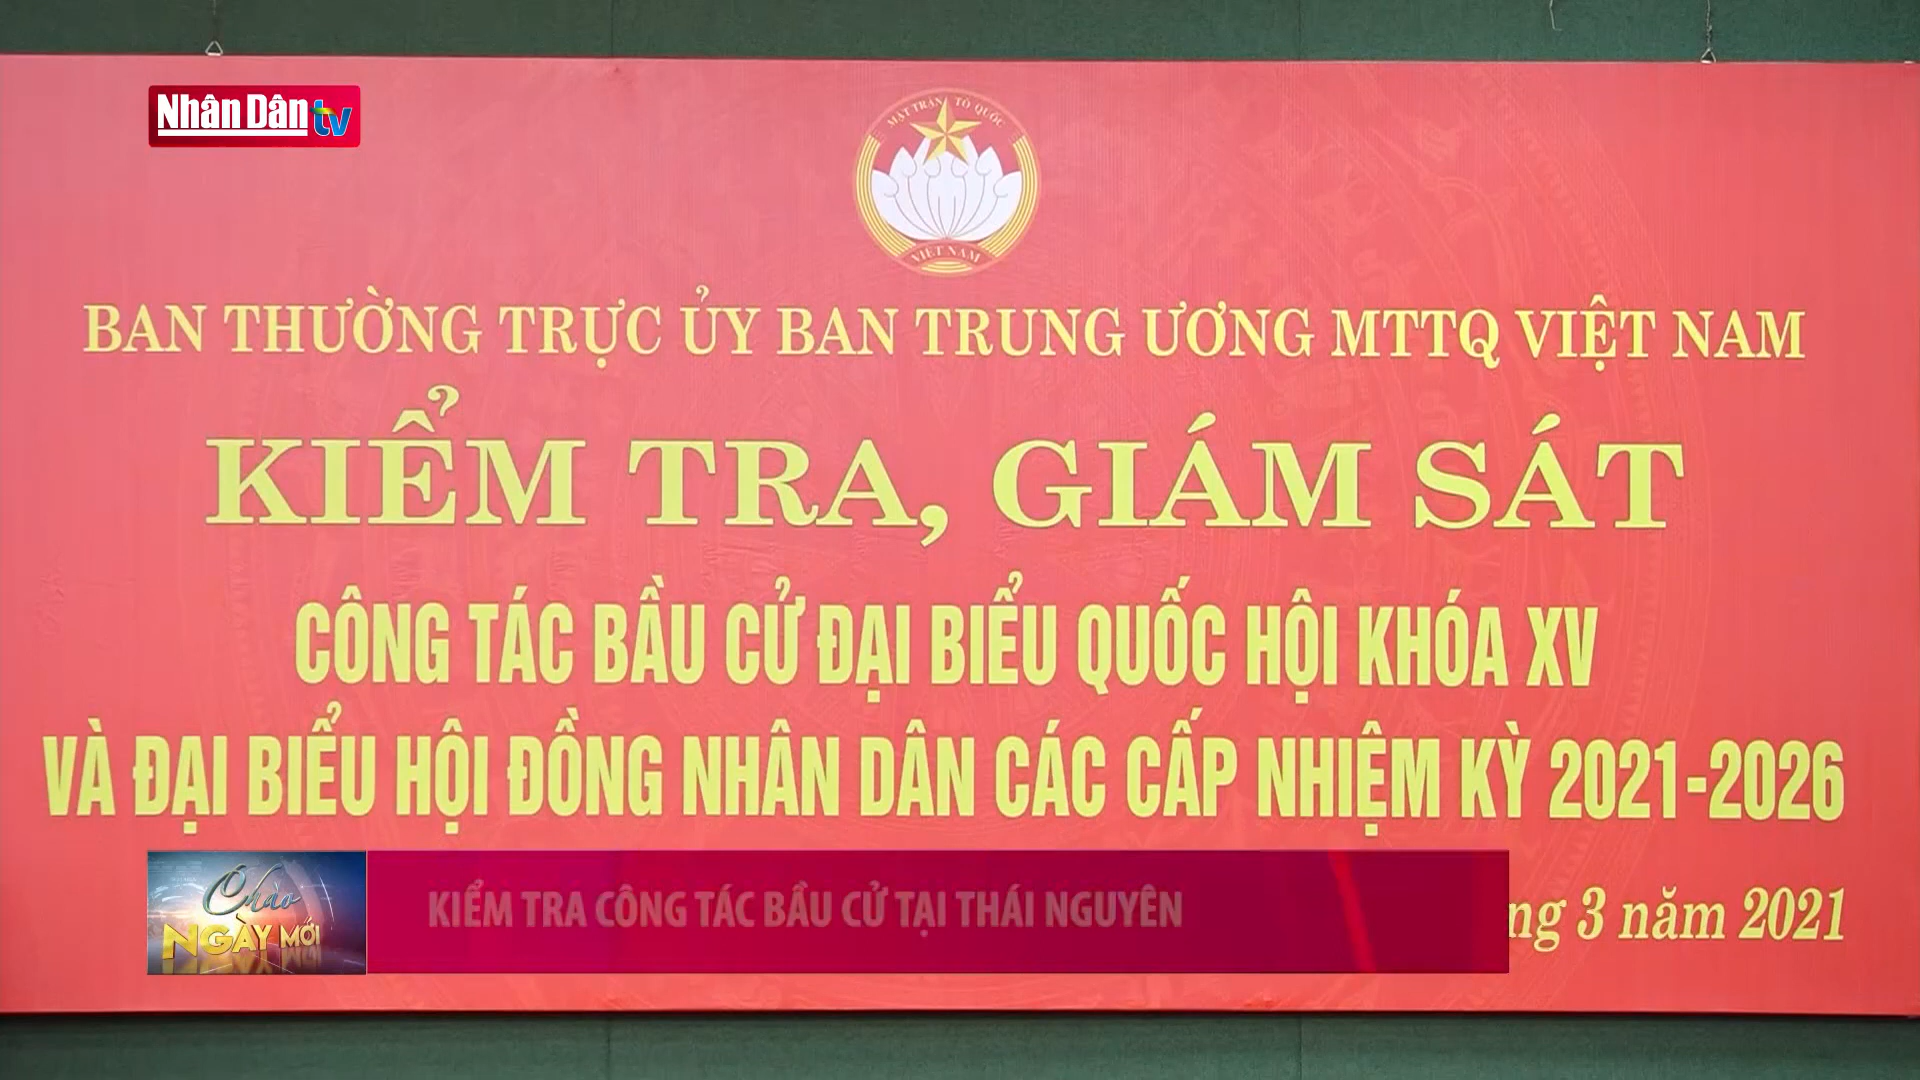 Nhân Dân tv
MẶT TRẬN TỔ QUỐC
VIỆT NAM
BAN THƯỜNG TRỰC ỦY BAN TRUNG ƯƠNG MTTQ VIỆT NAM
KIỂM TRA, GIÁM SÁT
CÔNG TÁC BẦU CỬ ĐẠI BIỂU QUỐC HỘI KHÓA XV
VÀ ĐẠI BIỂU HỘI ĐỒNG NHÂN DÂN CÁC CẤP NHIỆM KỲ 2021-2026
3 năm 2021
Chào
NGÀY MỚI
KIỂM TRA CÔNG TÁC BẦU CỬ TẠI THÁI NGUYÊN